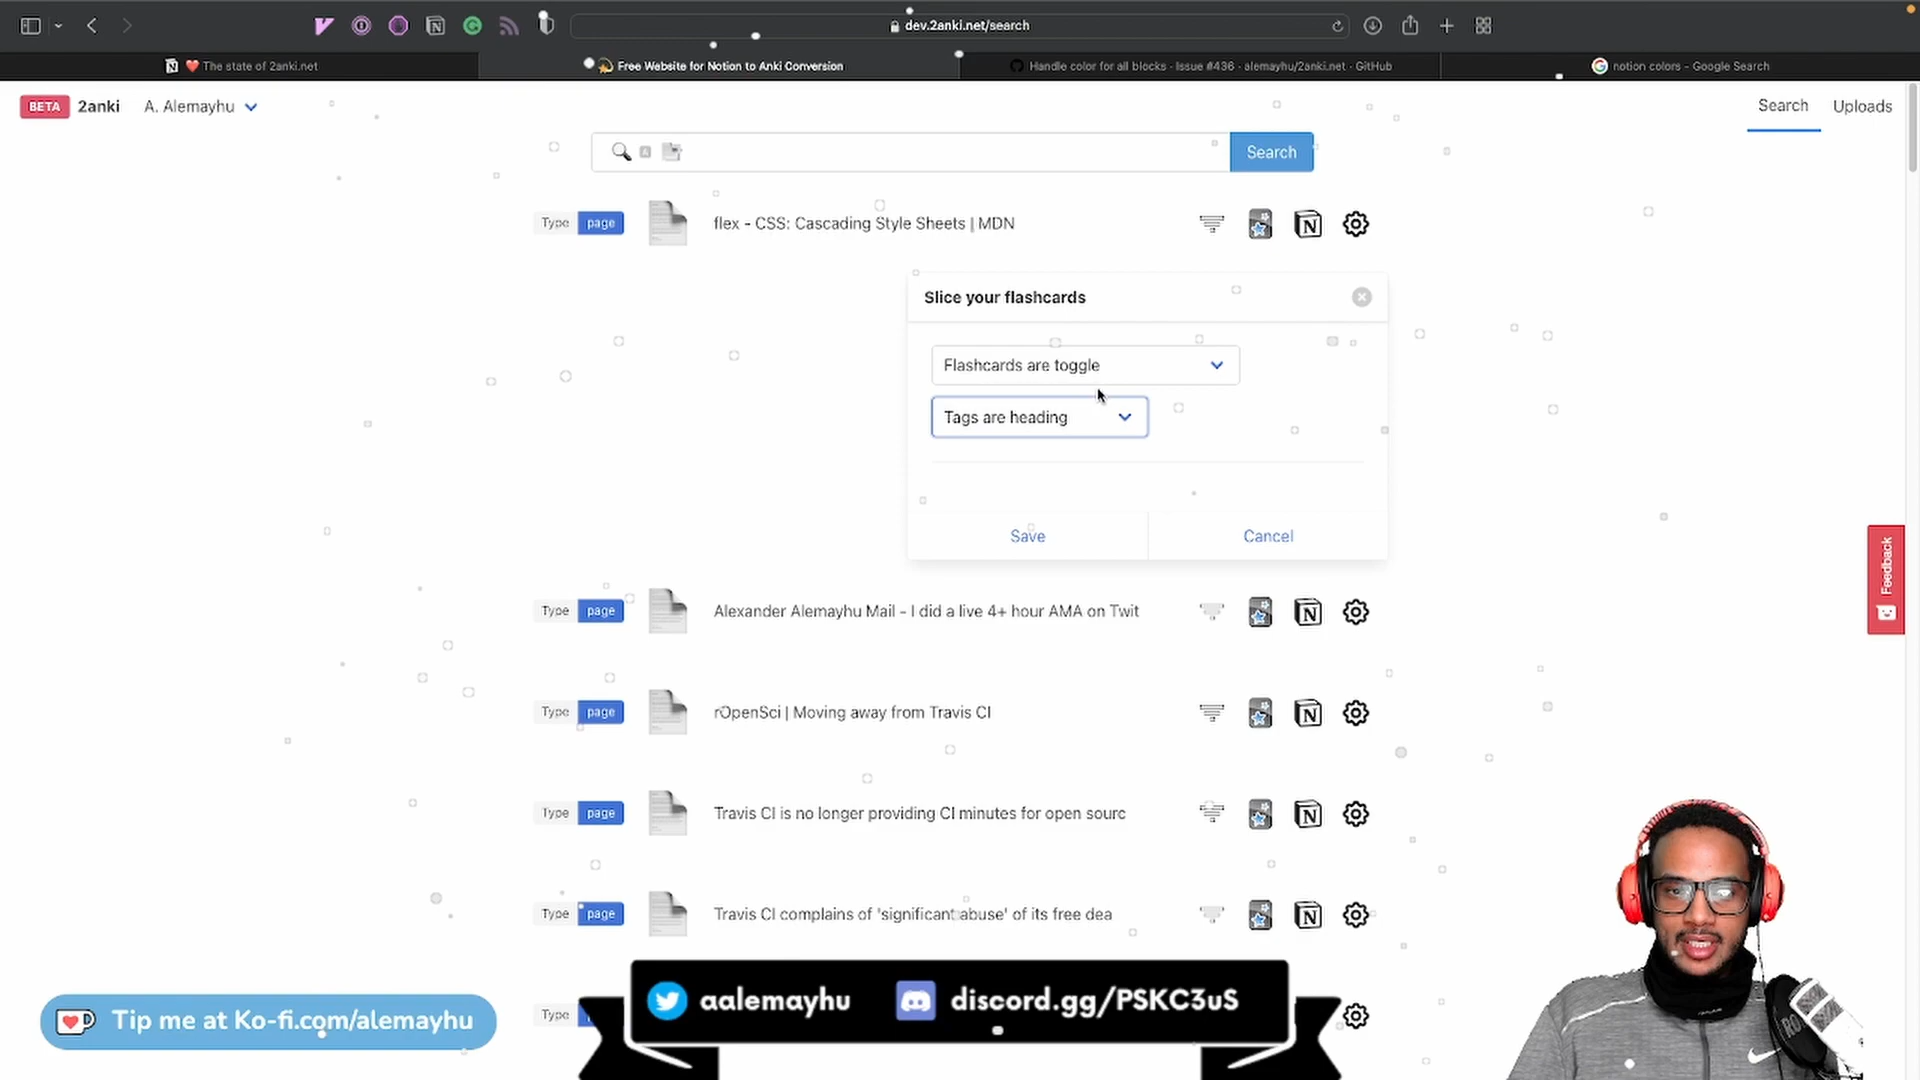 dev.2anki.net/search
❤️ The state of 2anki.net
Free Website for Notion to Anki Conversion
Handle color for all blocks · Issue #436 · alemayhu/2anki.net · GitHub
notion colors - Google Search
BETA 2anki A. Alemayhu
Search Uploads
Search
Type page flex - CSS: Cascading Style Sheets | MDN
Slice your flashcards
Flashcards are toggle
Tags are heading
Save Cancel
Feedback
Type page Alexander Alemayhu Mail - I did a live 4+ hour AMA on Twit
Type page rOpenSci | Moving away from Travis CI
Type page Travis CI is no longer providing CI minutes for open sourc
Type page Travis CI complains of 'significant abuse' of its free dea
Type
Tip me at Ko-fi.com/alemayhu
aalemayhu discord.gg/PSKC3uS